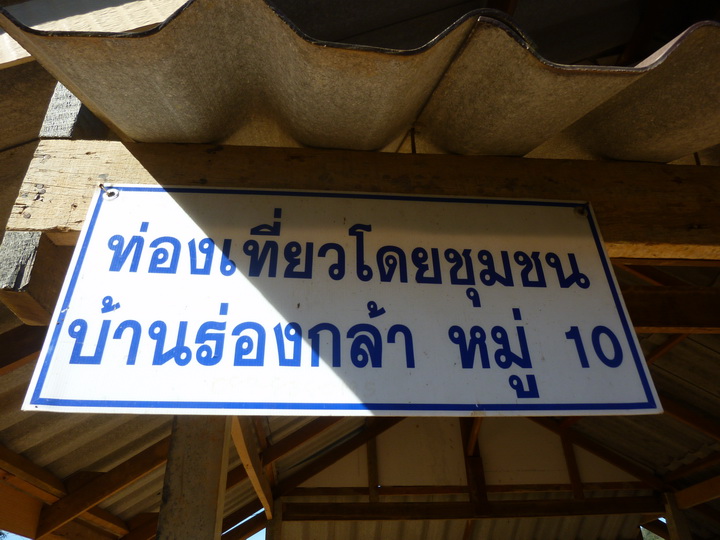 ท่องเที่ยวโดยชุมชน
บ้านร่องกล้า หมู่ 10